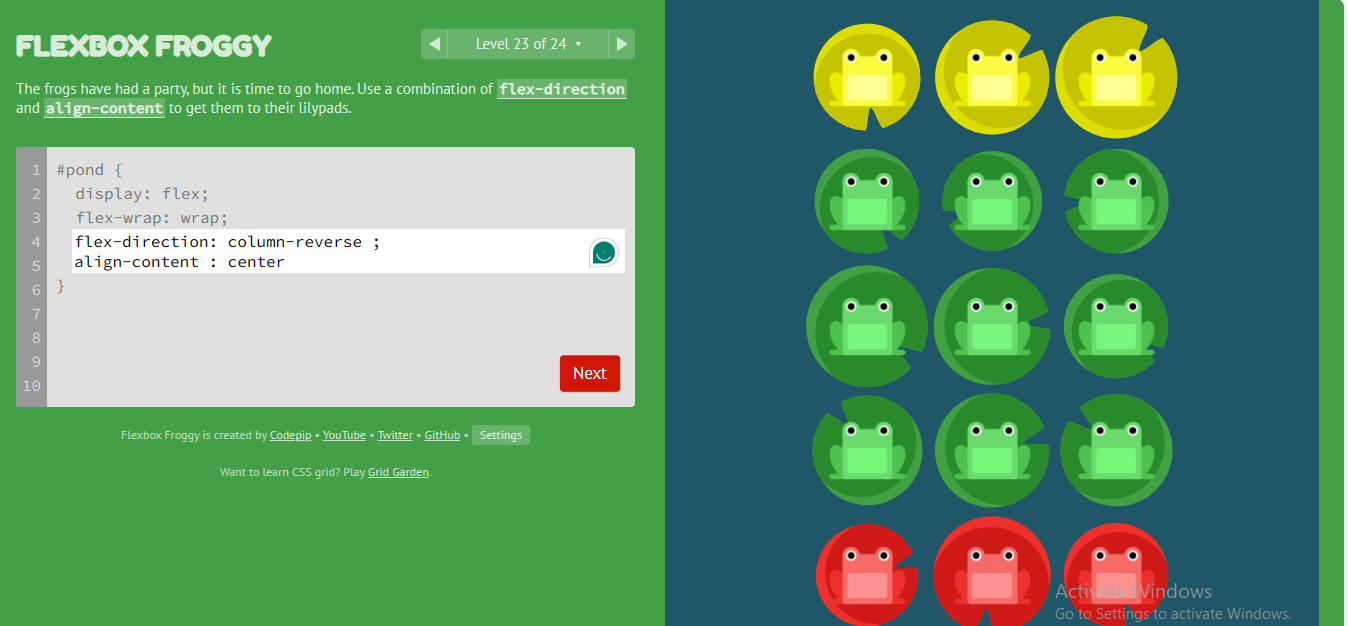 FLEXBOX FROGGY
Level 23 of 24
The frogs have had a party, but it is time to go home. Use a combination of flex-direction
and align-content to get them to their lilypads.
1 #pond {
2 display: flex;
3 flex-wrap: wrap;
4 flex-direction: column-reverse ;
5 align-content : center
6 }
7
8
9
10
Next
Flexbox Froggy is created by Codepip • YouTube • Twitter • GitHub • Settings
Want to learn CSS grid? Play Grid Garden.
Activate Windows
Go to Settings to activate Windows.